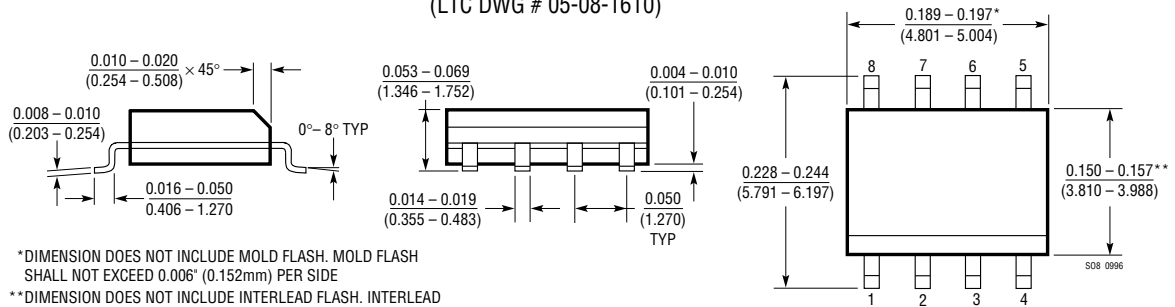 (LTC DWG # 05-08-1610)
0.189 – 0.197*
(4.801 – 5.004)
0.010 – 0.020
(0.254 – 0.508)
× 45°
0.053 – 0.069
(1.346 – 1.752)
0.004 – 0.010
(0.101 – 0.254)
8
7
6
5
0.008 – 0.010
(0.203 – 0.254)
0°– 8° TYP
0.016 – 0.050
0.406 – 1.270
0.014 – 0.019
(0.355 – 0.483)
0.050
(1.270)
TYP
0.228 – 0.244
(5.791 – 6.197)
0.150 – 0.157**
(3.810 – 3.988)
*DIMENSION DOES NOT INCLUDE MOLD FLASH. MOLD FLASH
SHALL NOT EXCEED 0.006" (0.152mm) PER SIDE
**DIMENSION DOES NOT INCLUDE INTERLEAD FLASH. INTERLEAD
SO8 0996
1
2
3
4